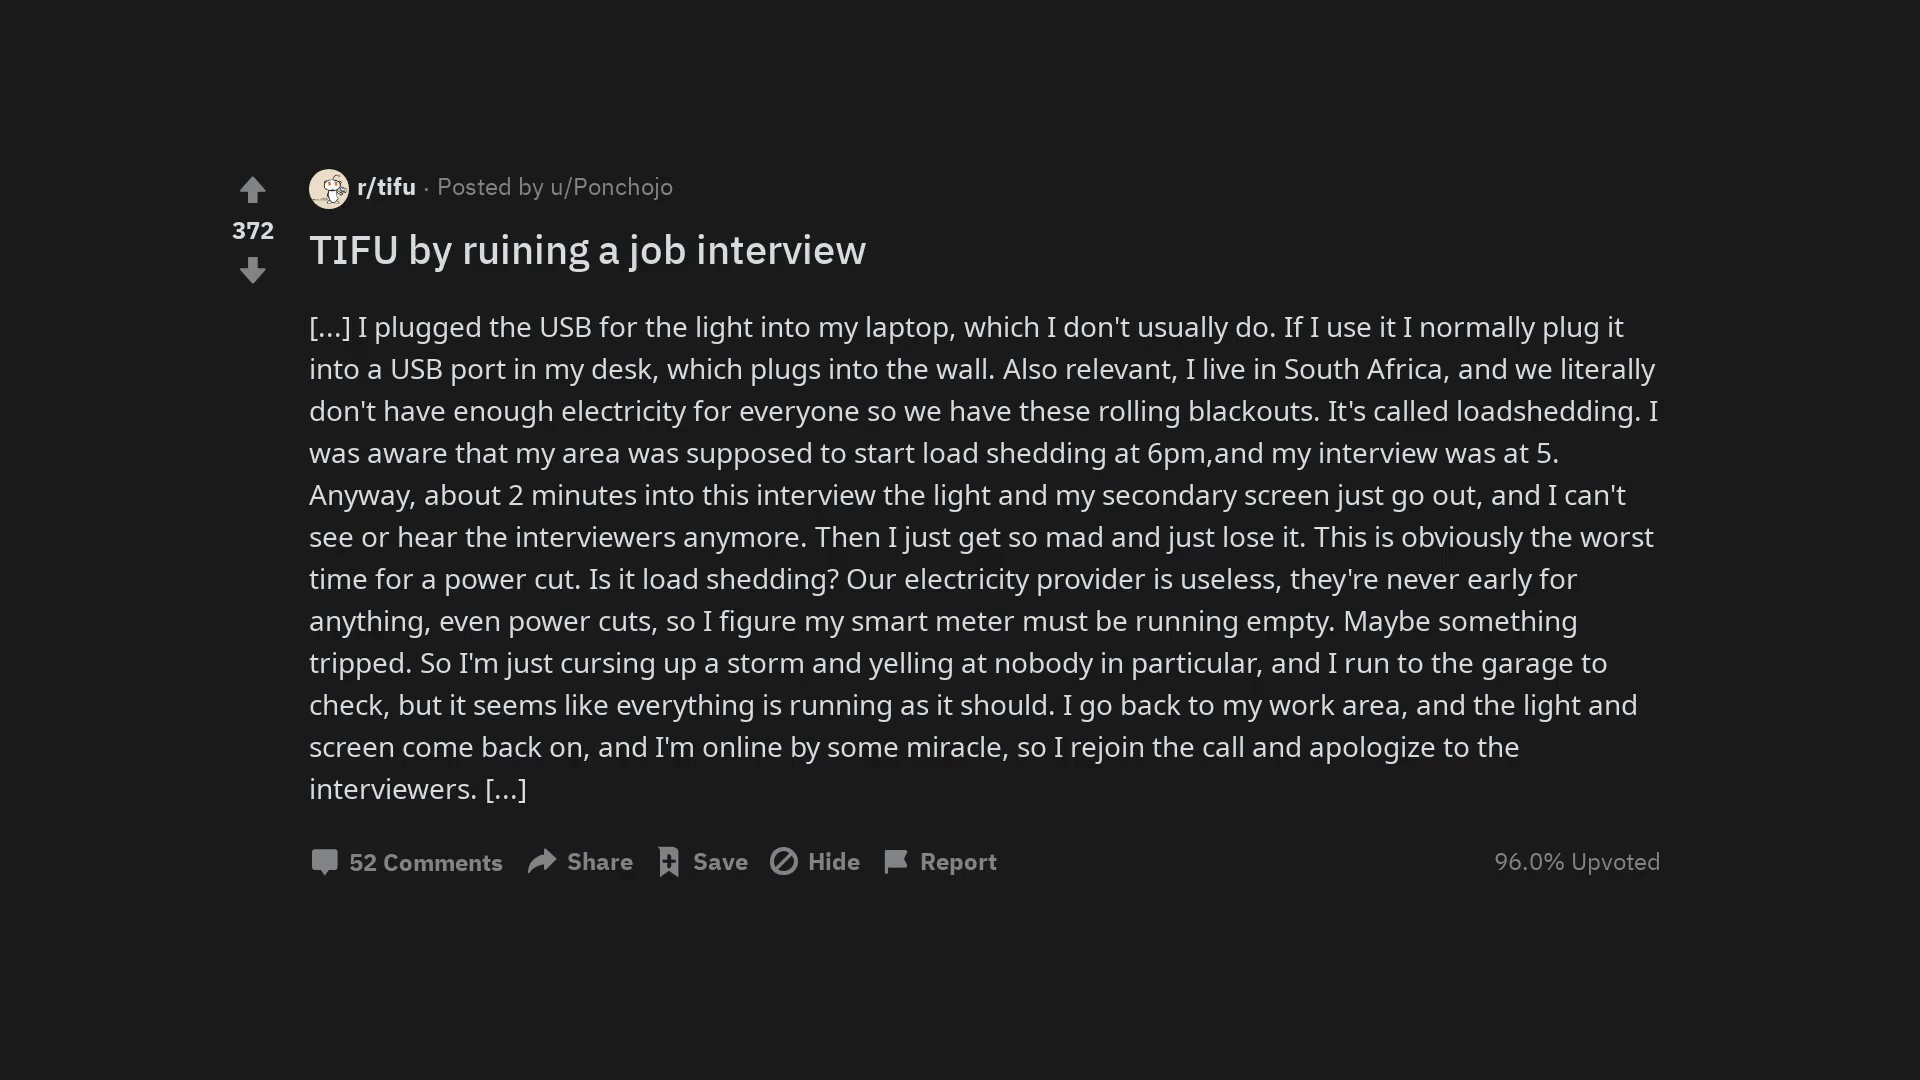 r/tifu · Posted by u/Ponchojo
372
TIFU by ruining a job interview
[...] I plugged the USB for the light into my laptop, which I don't usually do. If I use it I normally plug it
into a USB port in my desk, which plugs into the wall. Also relevant, I live in South Africa, and we literally
don't have enough electricity for everyone so we have these rolling blackouts. It's called loadshedding. I
was aware that my area was supposed to start load shedding at 6pm,and my interview was at 5.
Anyway, about 2 minutes into this interview the light and my secondary screen just go out, and I can't
see or hear the interviewers anymore. Then I just get so mad and just lose it. This is obviously the worst
time for a power cut. Is it load shedding? Our electricity provider is useless, they're never early for
anything, even power cuts, so I figure my smart meter must be running empty. Maybe something
tripped. So I'm just cursing up a storm and yelling at nobody in particular, and I run to the garage to
check, but it seems like everything is running as it should. I go back to my work area, and the light and
screen come back on, and I'm online by some miracle, so I rejoin the call and apologize to the
interviewers. [...]
52 Comments Share Save Hide Report 96.0% Upvoted